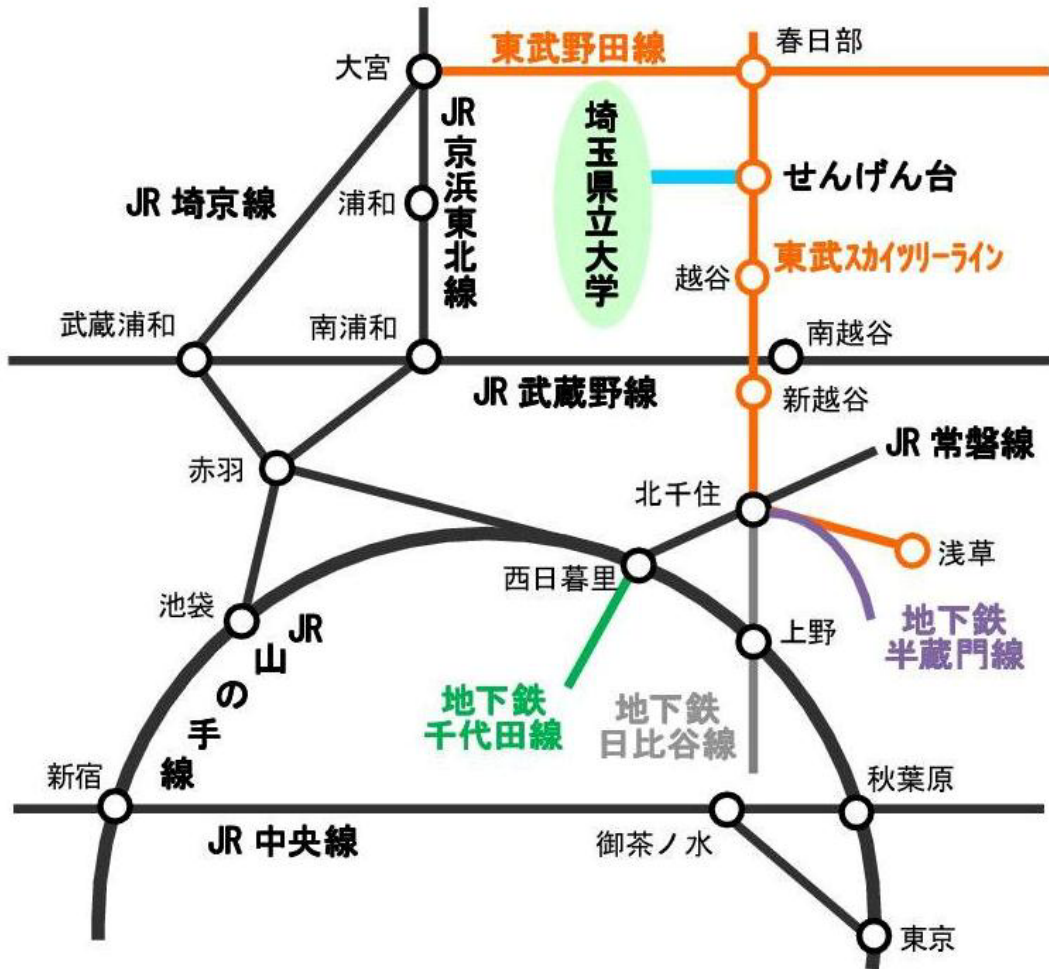 東武野田線
春日部
大宮
JR京浜東北線
埼玉県立大学
せんげん台
JR 埼京線
浦和
越谷
東武スカイツリーライン
武蔵浦和
南浦和
南越谷
JR 武蔵野線
新越谷
赤羽
JR 常磐線
北千住
浅草
西日暮里
池袋
JR山の手線
上野
地下鉄
半蔵門線
地下鉄
千代田線
地下鉄
日比谷線
新宿
秋葉原
JR 中央線
御茶ノ水
東京